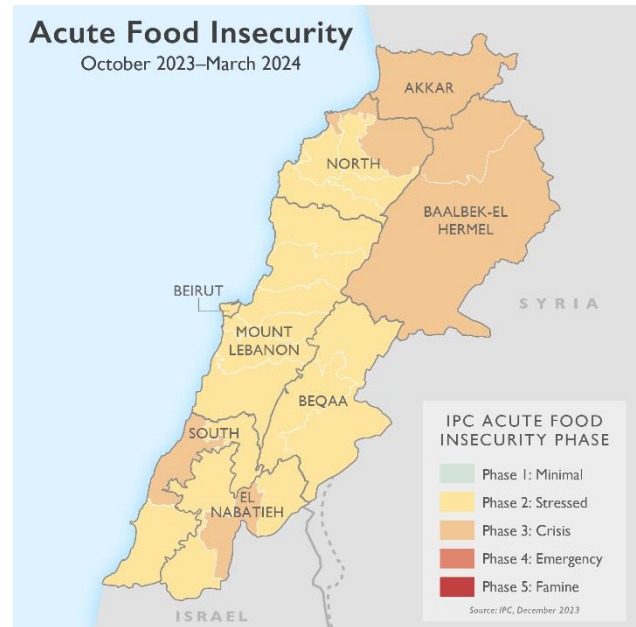 Acute Food Insecurity
October 2023–March 2024
AKKAR
NORTH
BAALBEK-EL
HERMEL
BEIRUT
SYRIA
MOUNT
LEBANON
BEQAA
SOUTH
EL
NABATIEH
ISRAEL
IPC ACUTE FOOD
INSECURITY PHASE
Phase 1: Minimal
Phase 2: Stressed
Phase 3: Crisis
Phase 4: Emergency
Phase 5: Famine
Source: IPC, December 2023